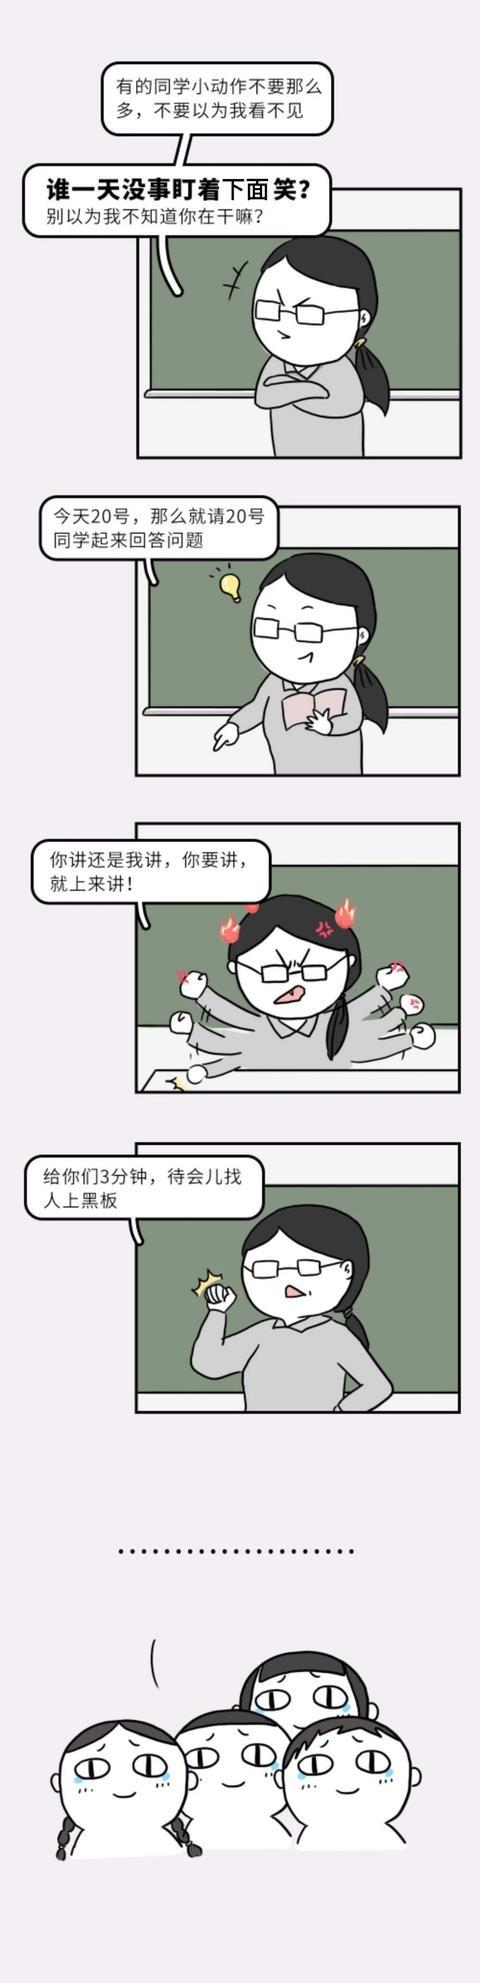 有的同学小动作不要那么
多，不要以为我看不见
谁一天没事盯着下面笑？
别以为我不知道你在干嘛？
今天20号，那么就请20号
同学起来回答问题
你讲还是我讲，你要讲，
就上来讲！
给你们3分钟，待会儿找
人上黑板